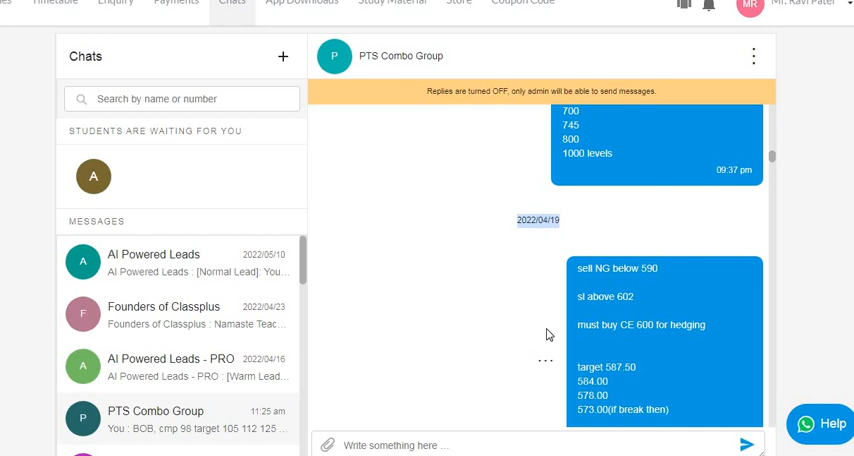 Timetable
Enquiry
Payments
Chats
App Downloads
Study Material
Store
Coupon Code
MR
Mr. Ravi Patel
Chats
+
Search by name or number
STUDENTS ARE WAITING FOR YOU
A
MESSAGES
A
AI Powered Leads
2022/05/10
AI Powered Leads : [Normal Lead]: You…
F
Founders of Classplus
2022/04/23
Founders of Classplus : Namaste Teac…
A
AI Powered Leads - PRO
2022/04/16
AI Powered Leads - PRO : [Warm Lead…
P
PTS Combo Group
11:25 am
You : BOB, cmp 98 target 105 112 125 …
P
PTS Combo Group
Replies are turned OFF, only admin will be able to send messages.
700
745
800
1000 levels
09:37 pm
2022/04/19
sell NG below 590
sl above 602
must buy CE 600 for hedging
target 587.50
584.00
578.00
573.00(if break then)
Write something here ...
Help